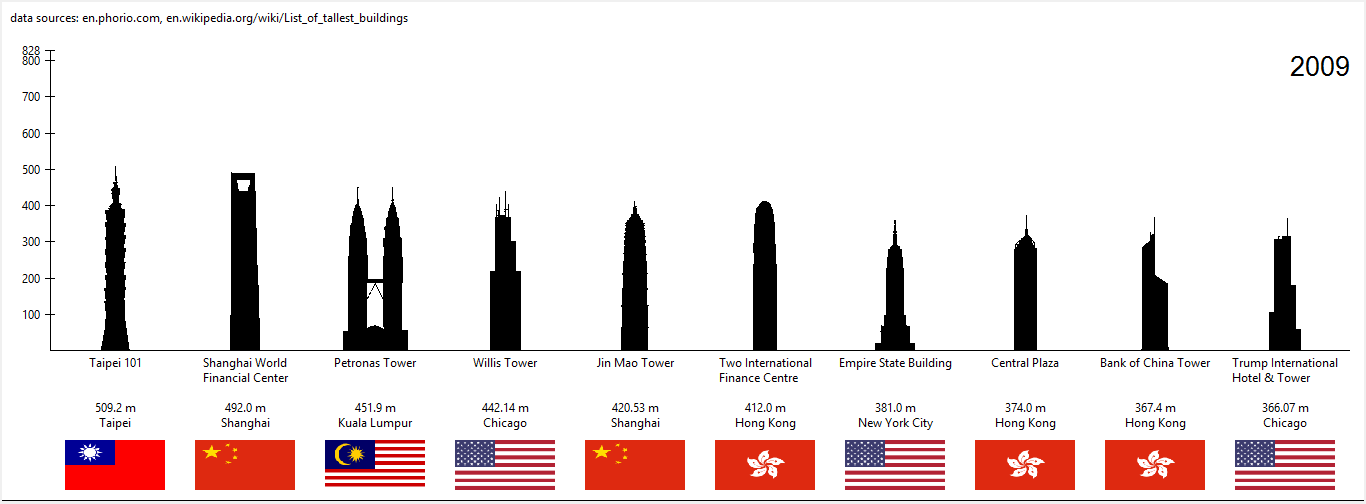 data sources: en.phorio.com, en.wikipedia.org/wiki/List_of_tallest_buildings
2009
828
800
700
600
500
400
300
200
100
Taipei 101
Shanghai World
Financial Center
Petronas Tower
Willis Tower
Jin Mao Tower
Two International
Finance Centre
Empire State Building
Central Plaza
Bank of China Tower
Trump International
Hotel & Tower
509.2 m
Taipei
492.0 m
Shanghai
451.9 m
Kuala Lumpur
442.14 m
Chicago
420.53 m
Shanghai
412.0 m
Hong Kong
381.0 m
New York City
374.0 m
Hong Kong
367.4 m
Hong Kong
366.07 m
Chicago